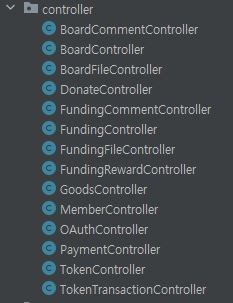 controller
BoardCommentController
BoardController
BoardFileController
DonateController
FundingCommentController
FundingController
FundingFileController
FundingRewardController
GoodsController
MemberController
OAuthController
PaymentController
TokenController
TokenTransactionController